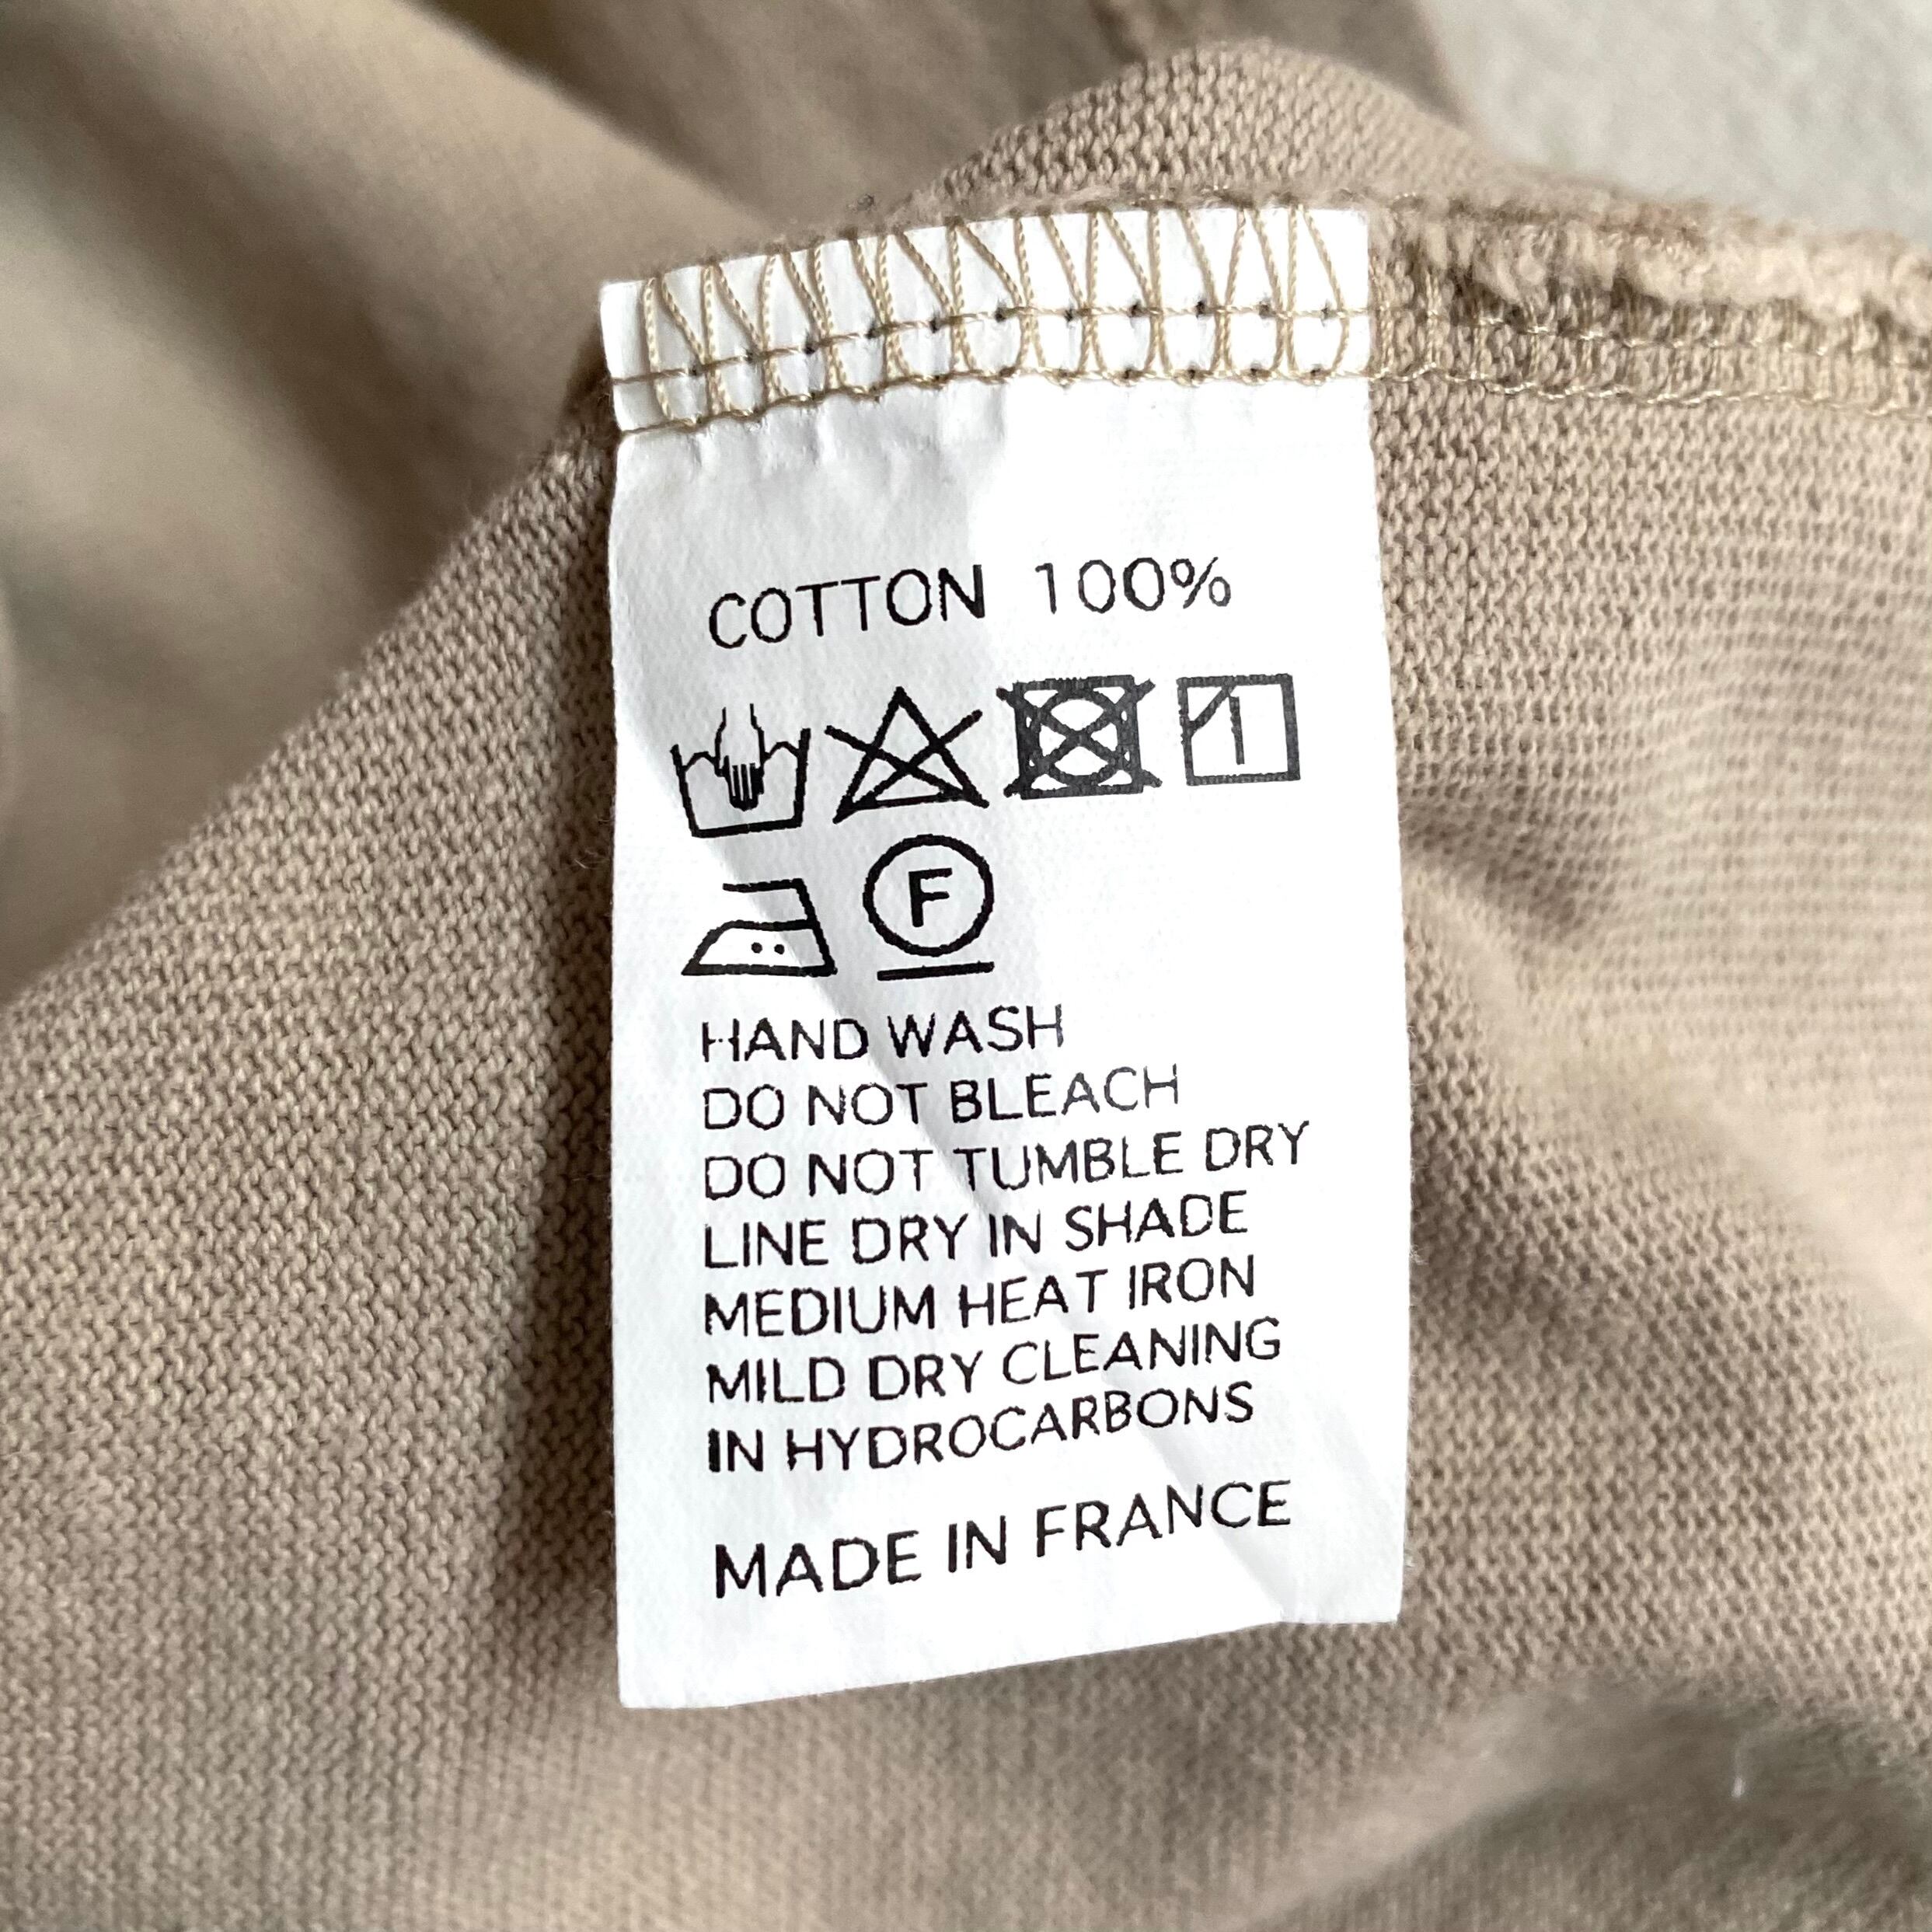 COTTON 100%
F
HAND WASH
DO NOT BLEACH
DO NOT TUMBLE DRY
LINE DRY IN SHADE
MEDIUM HEAT IRON
MILD DRY CLEANING
IN HYDROCARBONS
MADE IN FRANCE